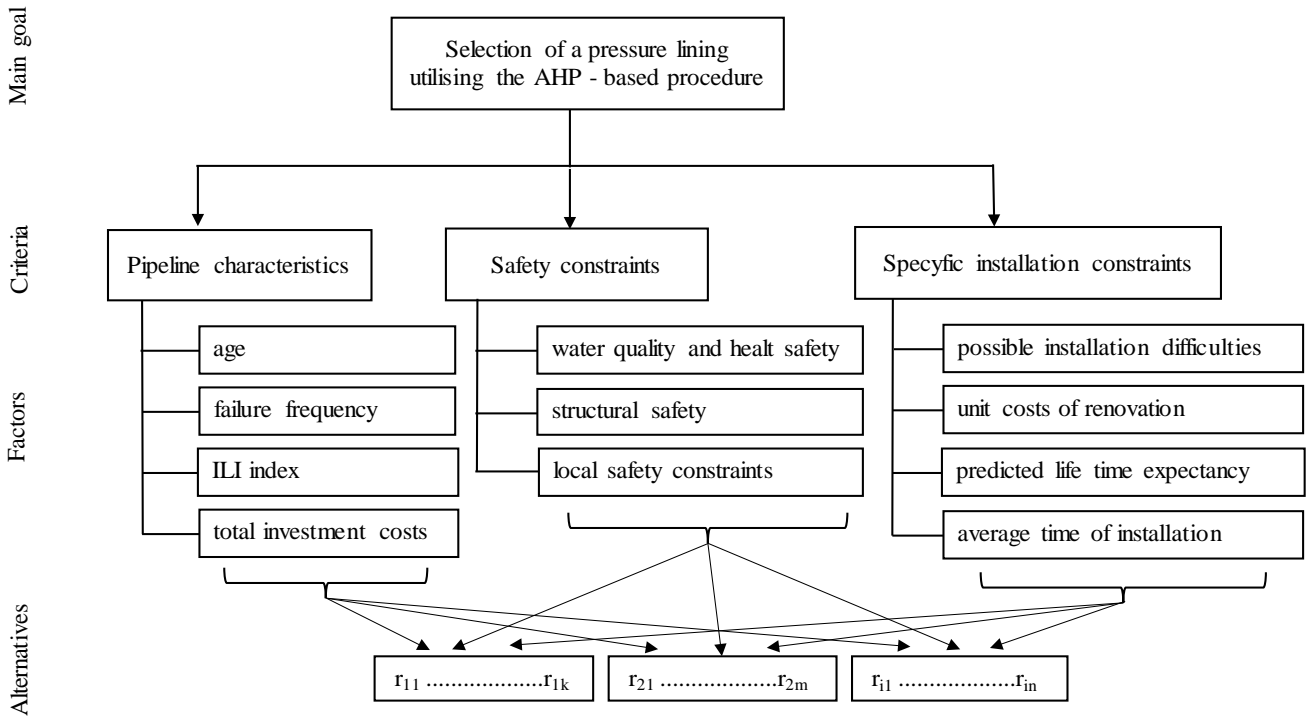 Main goal
Selection of a pressure lining
utilising the AHP - based procedure
Criteria
Pipeline characteristics
Safety constraints
Specyfic installation constraints
Factors
age
failure frequency
ILI index
total investment costs
water quality and healt safety
structural safety
local safety constraints
possible installation difficulties
unit costs of renovation
predicted life time expectancy
average time of installation
Alternatives
r11 ...................r1k
r21 ...................r2m
ri1 ...................rin